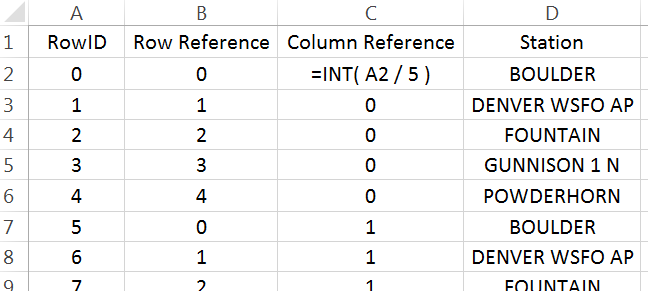 A B C D
1 RowID Row Reference Column Reference Station
2 0 0 =INT( A2 / 5 ) BOULDER
3 1 1 0 DENVER WSFO AP
4 2 2 0 FOUNTAIN
5 3 3 0 GUNNISON 1 N
6 4 4 0 POWDERHORN
7 5 0 1 BOULDER
8 6 1 1 DENVER WSFO AP
9 7 2 1 FOUNTAIN